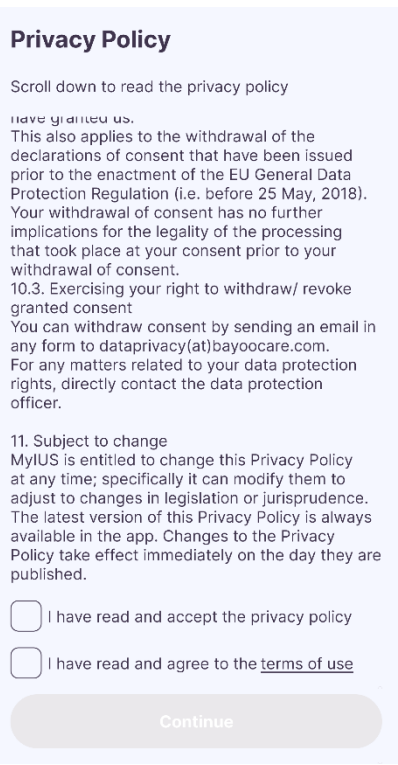 Privacy Policy
Scroll down to read the privacy policy
have granted us.
This also applies to the withdrawal of the
declarations of consent that have been issued
prior to the enactment of the EU General Data
Protection Regulation (i.e. before 25 May, 2018).
Your withdrawal of consent has no further
implications for the legality of the processing
that took place at your consent prior to your
withdrawal of consent.
10.3. Exercising your right to withdraw/ revoke
granted consent
You can withdraw consent by sending an email in
any form to dataprivacy(at)bayoocare.com.
For any matters related to your data protection
rights, directly contact the data protection
officer.
11. Subject to change
MyIUS is entitled to change this Privacy Policy
at any time; specifically it can modify them to
adjust to changes in legislation or jurisprudence.
The latest version of this Privacy Policy is always
available in the app. Changes to the Privacy
Policy take effect immediately on the day they are
published.
I have read and accept the privacy policy
I have read and agree to the terms of use
Continue